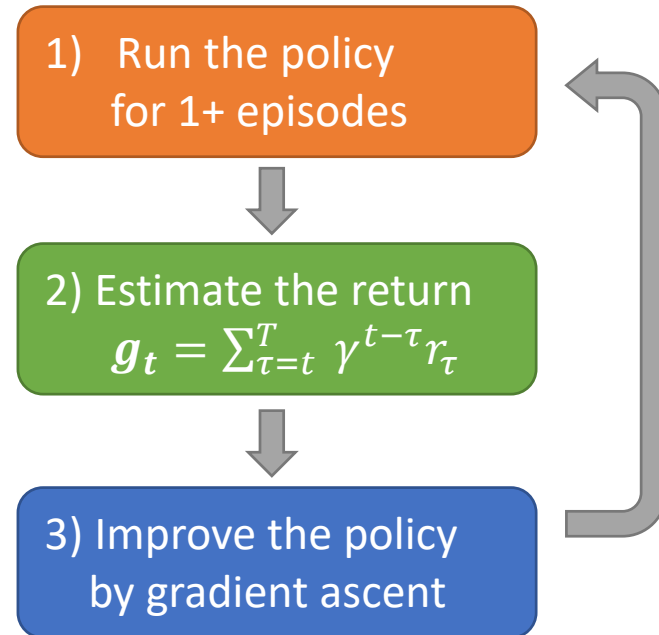 1) Run the policy
for 1+ episodes
2) Estimate the return
𝒈𝒕 = ∑_{τ=t}^{T} γ^{t−τ} r_τ
3) Improve the policy
by gradient ascent